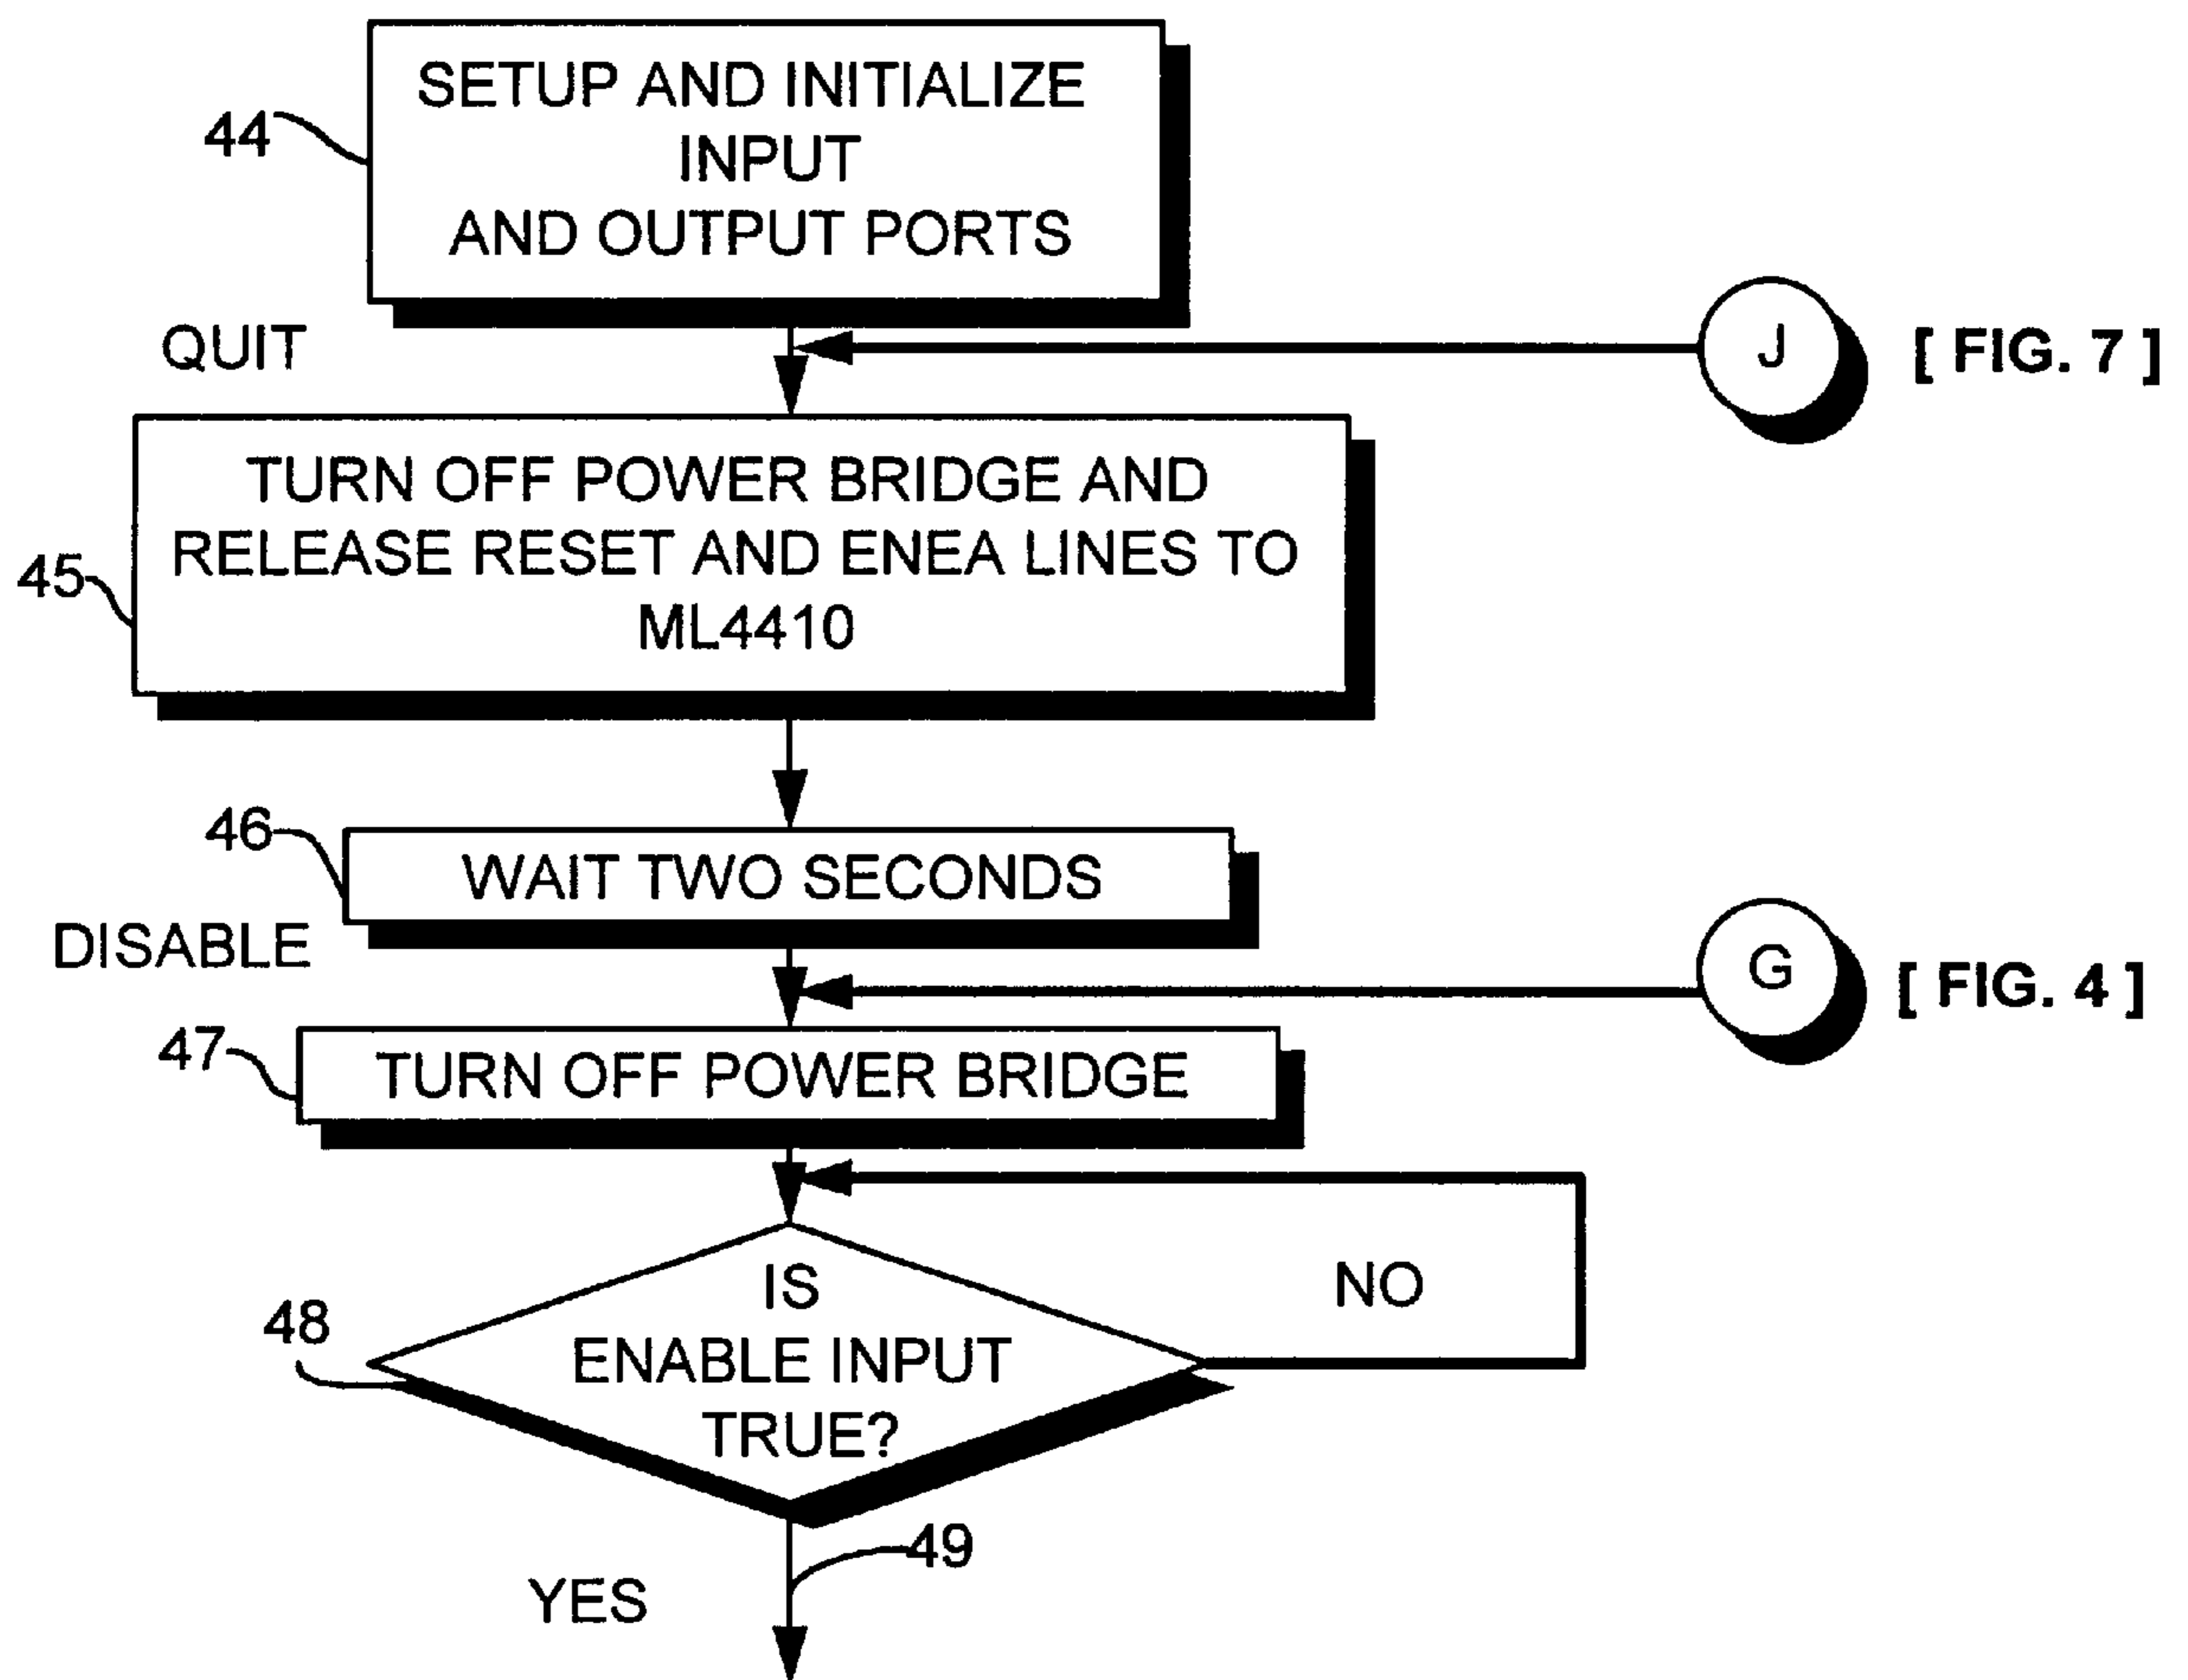 44
SETUP AND INITIALIZE
INPUT
AND OUTPUT PORTS
QUIT
J
[ FIG. 7 ]
45
TURN OFF POWER BRIDGE AND
RELEASE RESET AND ENEA LINES TO
ML4410
46
WAIT TWO SECONDS
DISABLE
G
[ FIG. 4 ]
47
TURN OFF POWER BRIDGE
48
IS
ENABLE INPUT
TRUE?
NO
49
YES